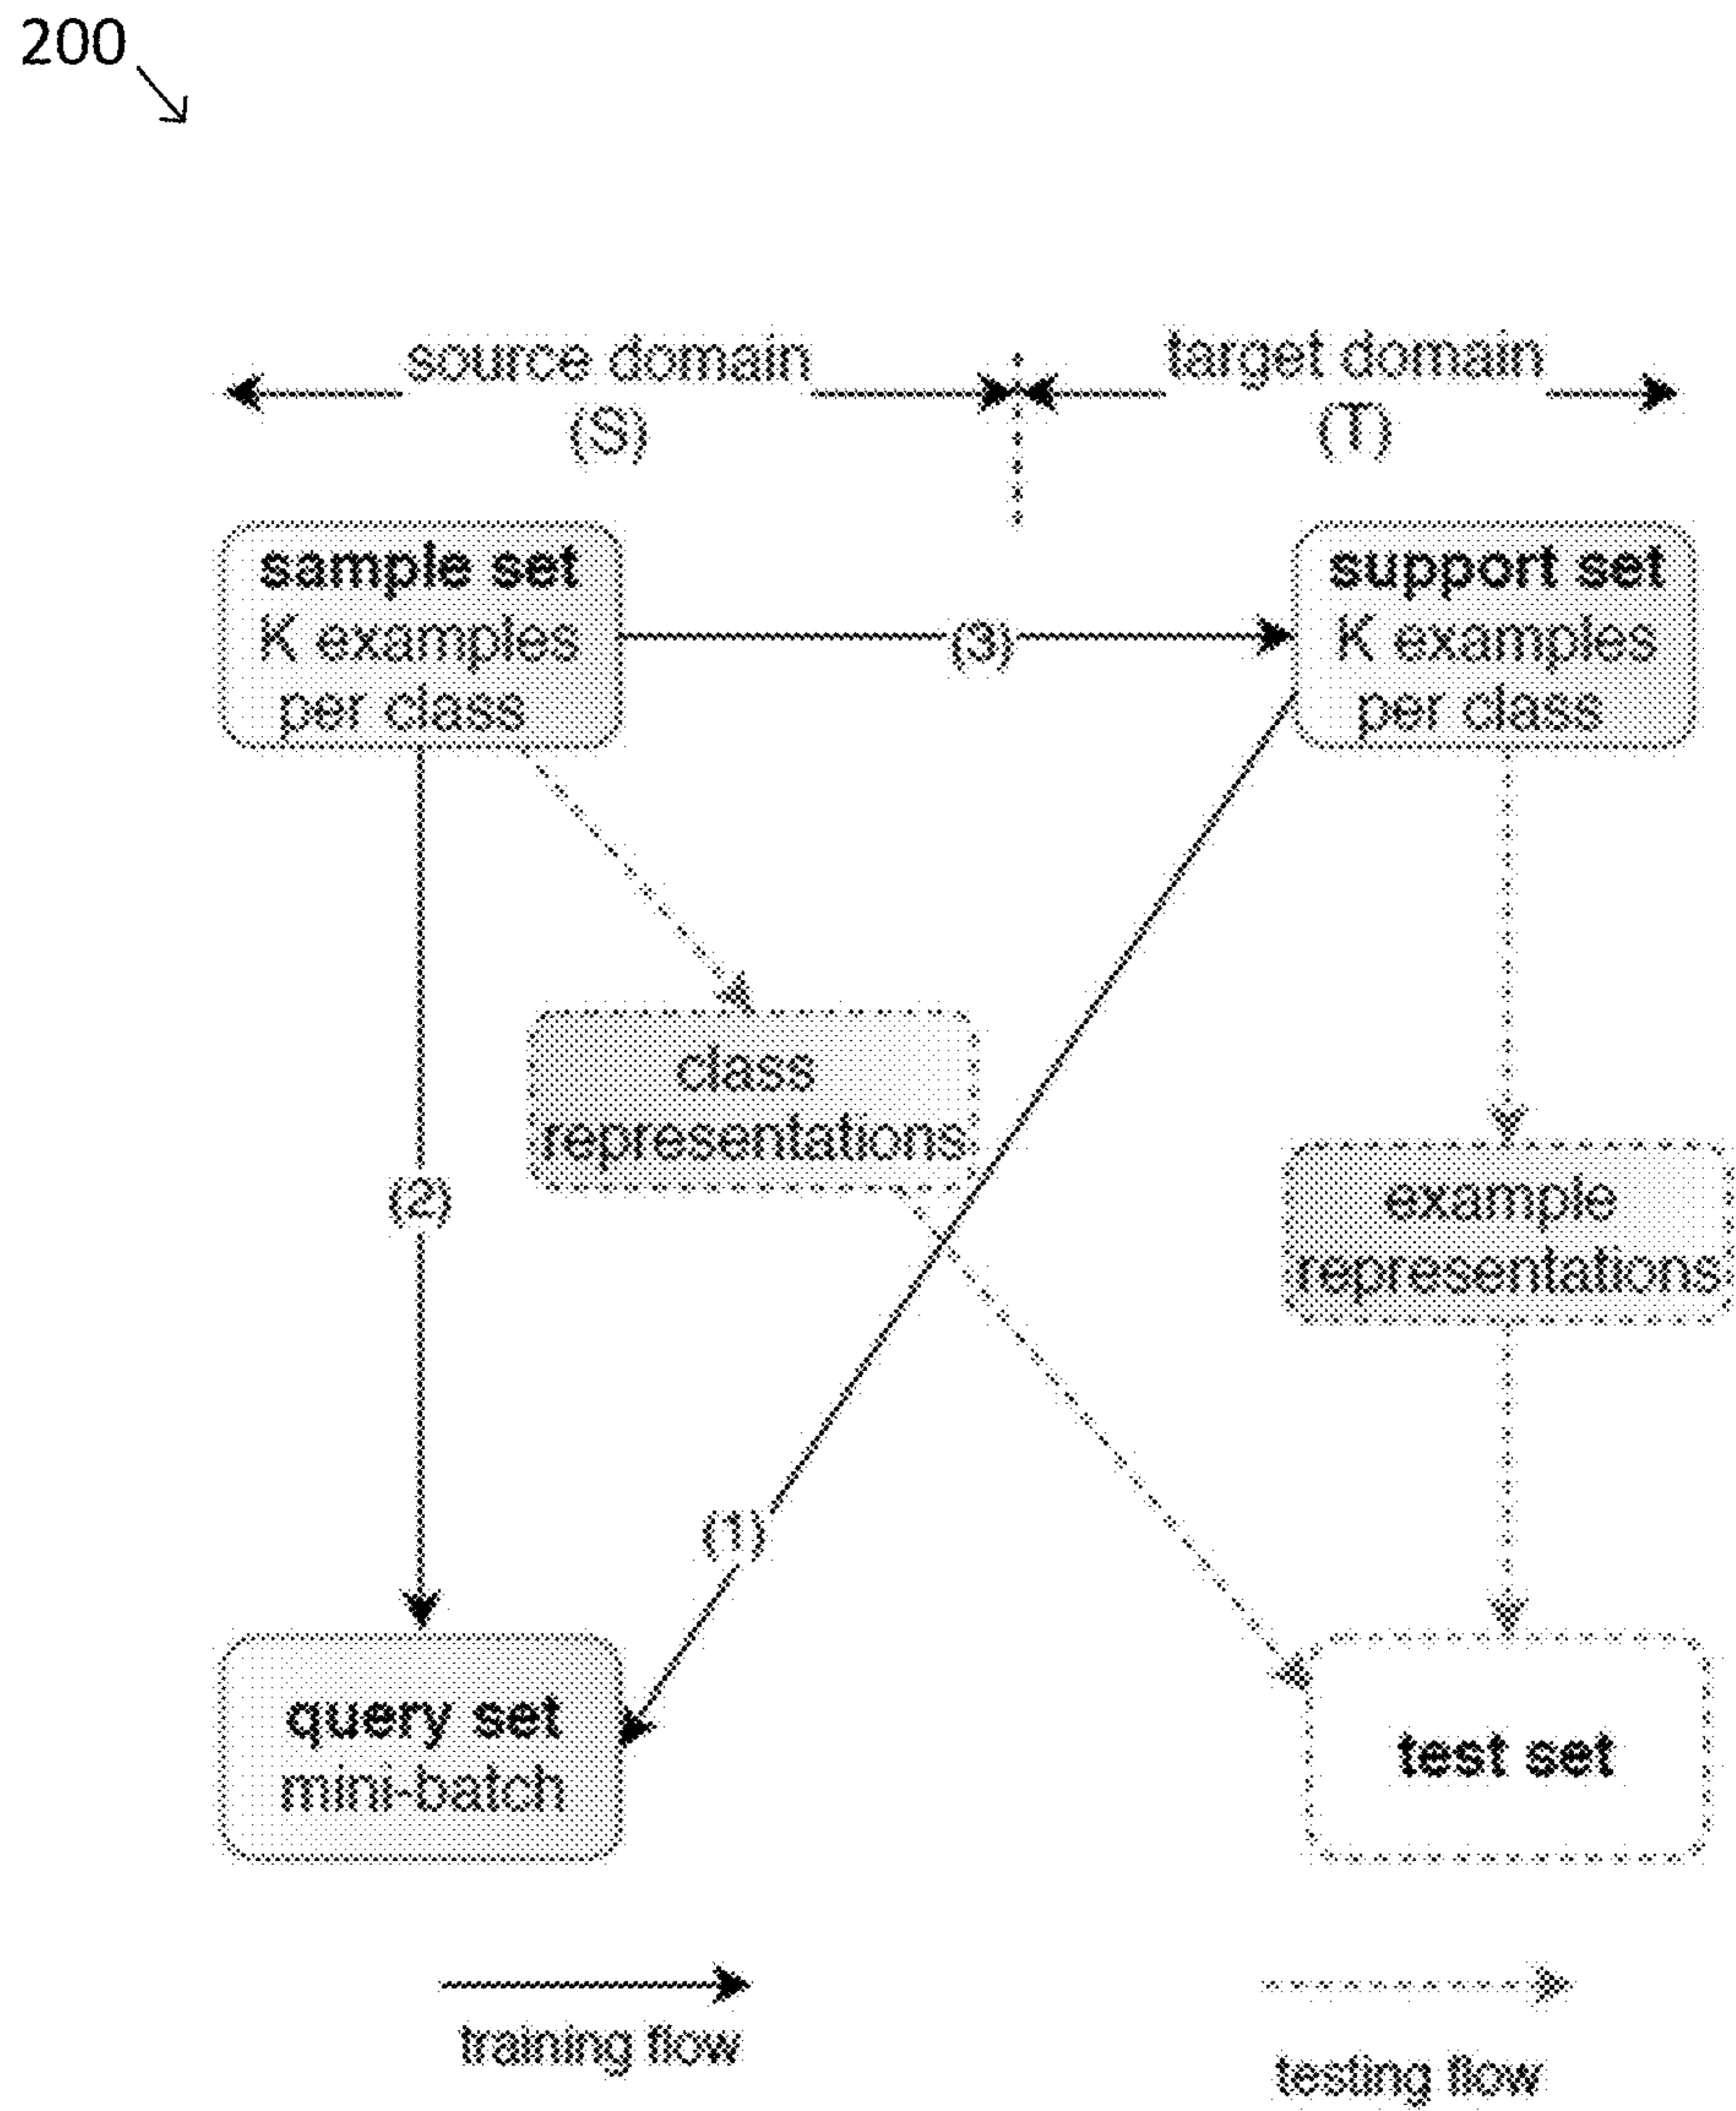 200
source domain
(S)
target domain
(T)
sample set
K examples
per class
(3)
support set
K examples
per class
class
representations
(2)
example
representations
(1)
query set
mini-batch
test set
training flow
testing flow